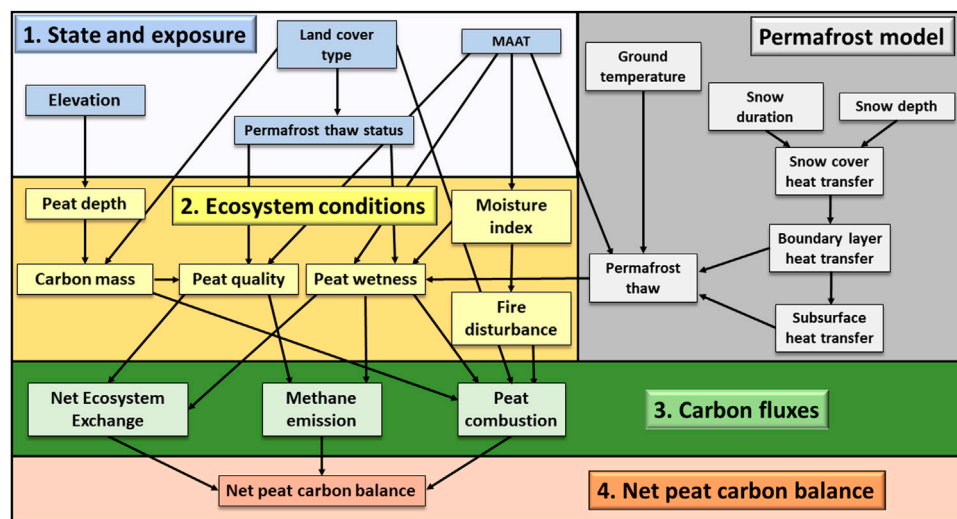 1. State and exposure
Land cover
type
MAAT
Permafrost model
Ground
temperature
Elevation
Snow
duration
Snow depth
Permafrost thaw status
Snow cover
heat transfer
Peat depth
2. Ecosystem conditions
Moisture
index
Boundary layer
heat transfer
Carbon mass
Peat quality
Peat wetness
Permafrost
thaw
Fire
disturbance
Subsurface
heat transfer
Net Ecosystem
Exchange
Methane
emission
Peat
combustion
3. Carbon fluxes
Net peat carbon balance
4. Net peat carbon balance